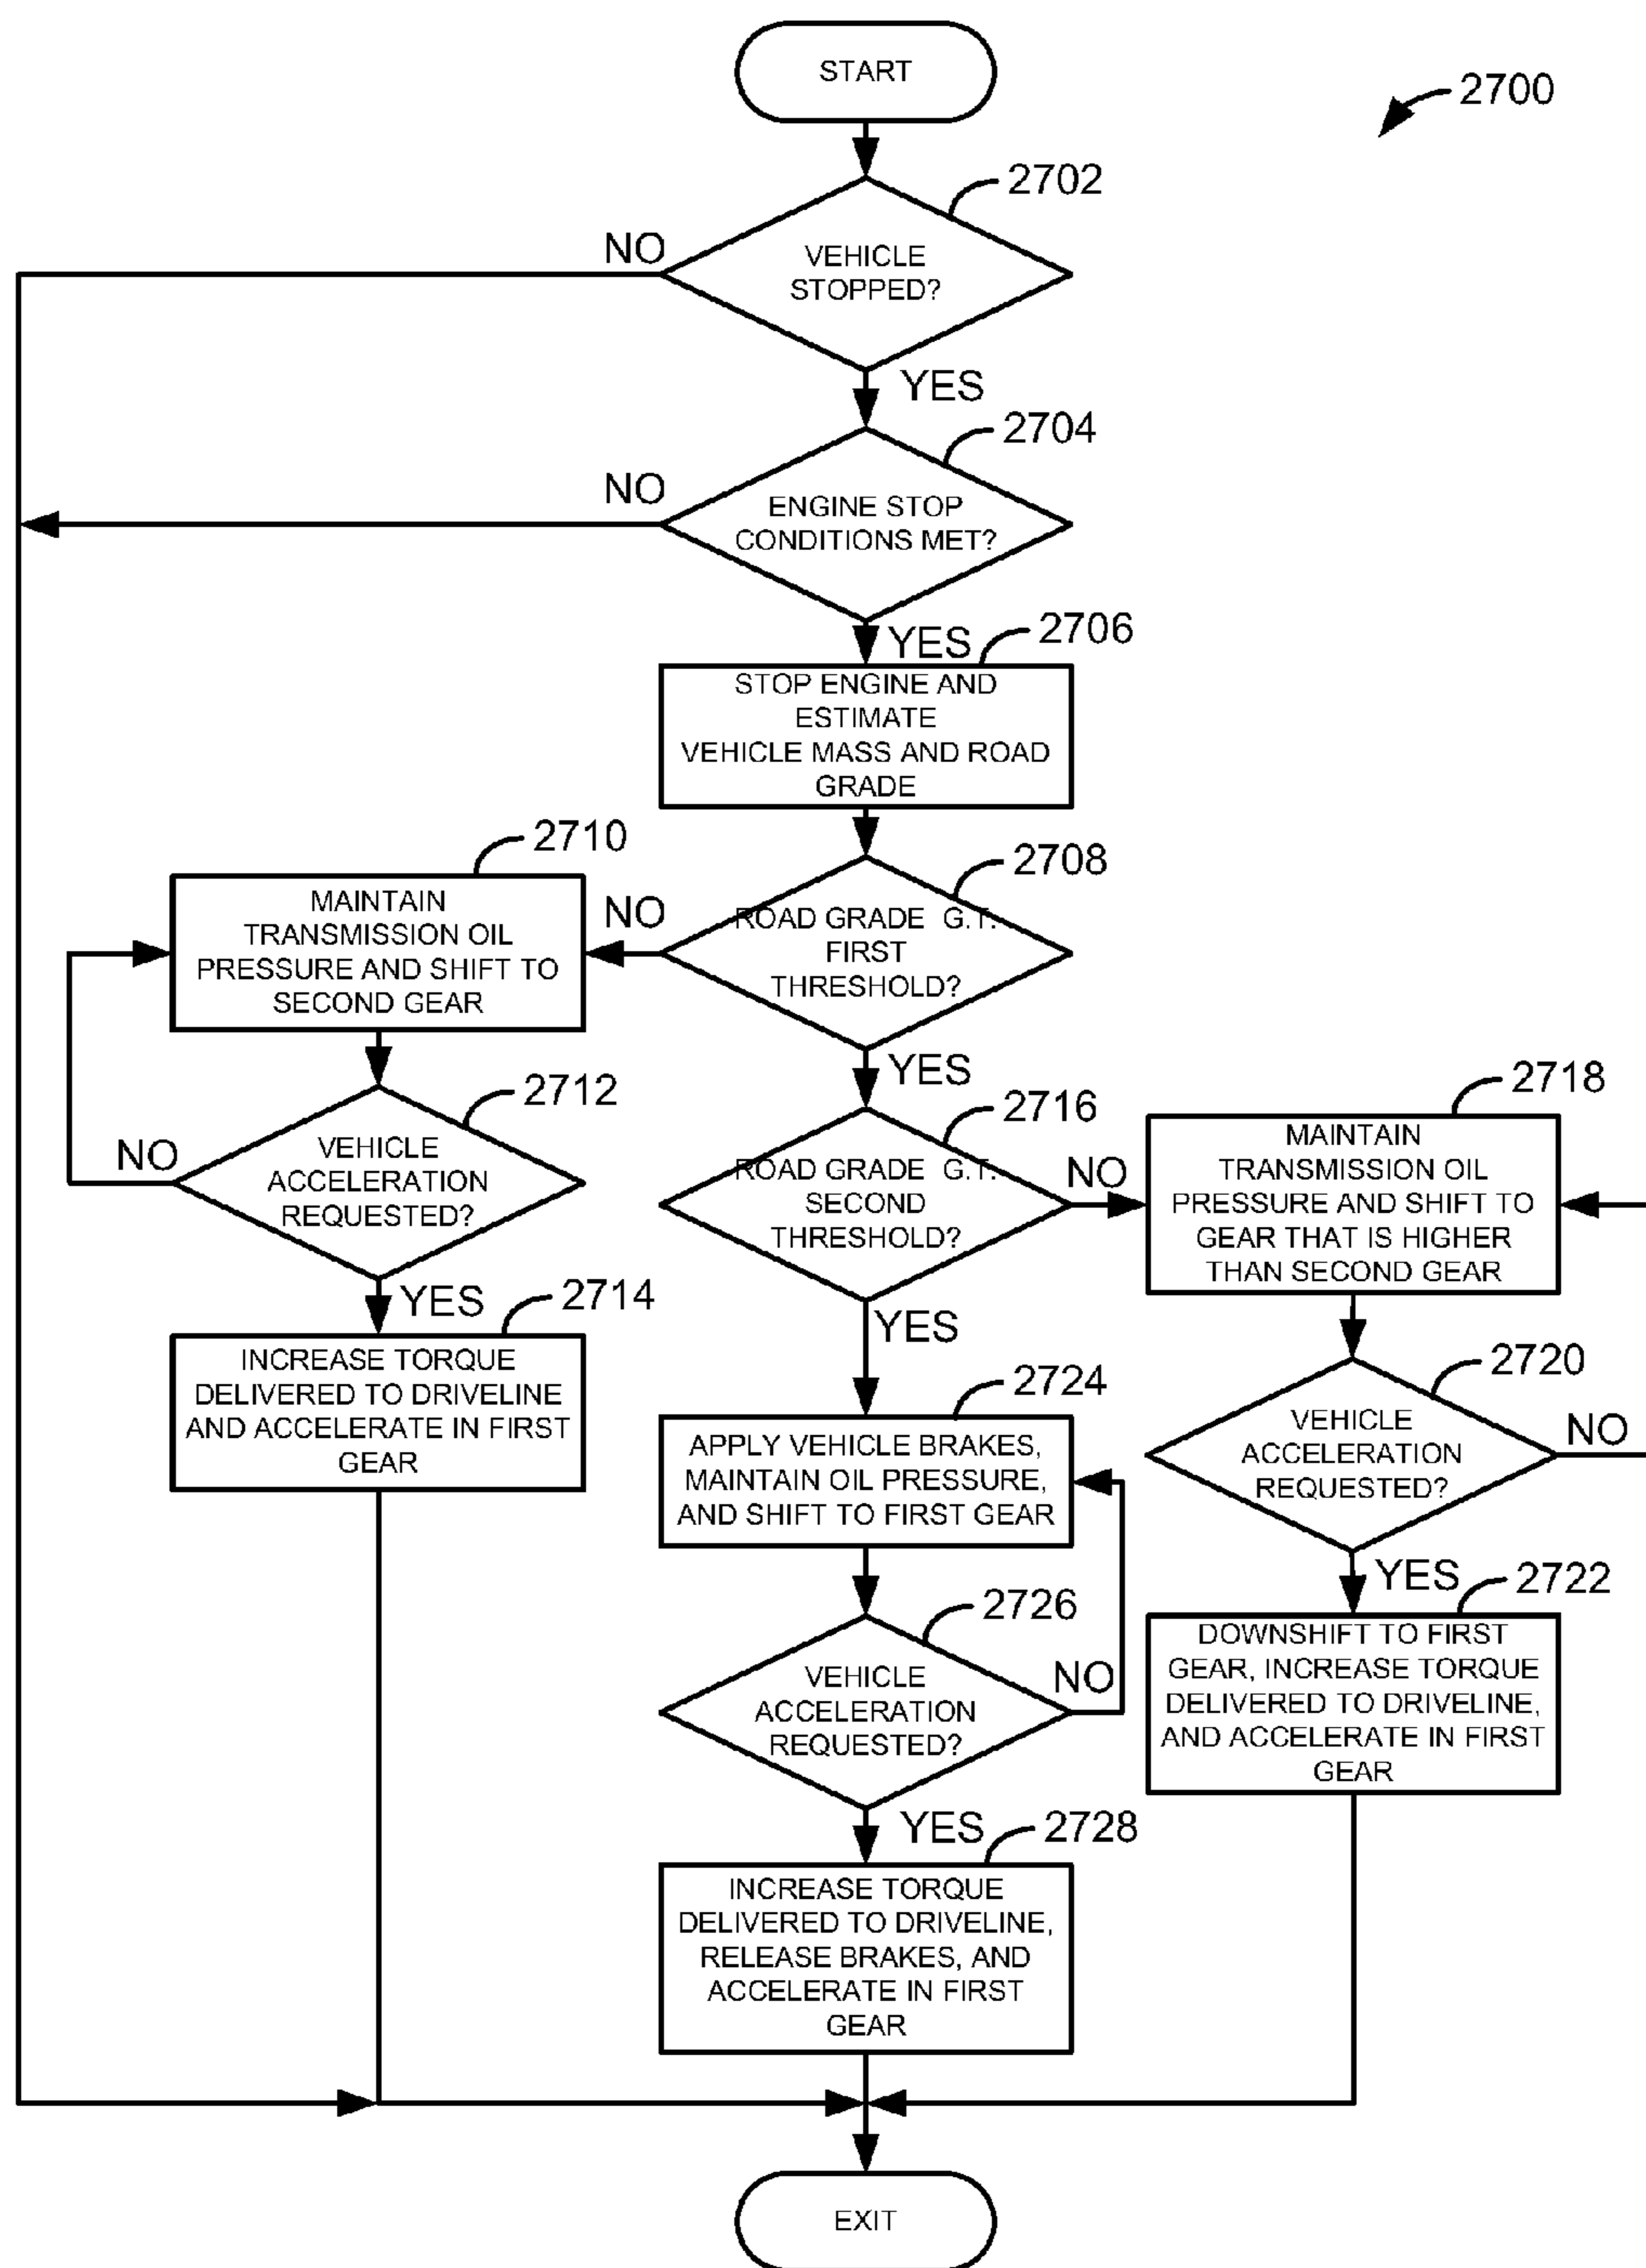 START
2700
2702
NO
VEHICLE
STOPPED?
YES
2704
NO
ENGINE STOP
CONDITIONS MET?
YES
2706
STOP ENGINE AND
ESTIMATE
VEHICLE MASS AND ROAD
GRADE
2710
MAINTAIN
TRANSMISSION OIL
PRESSURE AND SHIFT TO
SECOND GEAR
NO
2708
ROAD GRADE G.T.
FIRST
THRESHOLD?
YES
2712
NO
VEHICLE
ACCELERATION
REQUESTED?
YES
2714
INCREASE TORQUE
DELIVERED TO DRIVELINE
AND ACCELERATE IN FIRST
GEAR
2716
ROAD GRADE G.T.
SECOND
THRESHOLD?
NO
YES
2718
MAINTAIN
TRANSMISSION OIL
PRESSURE AND SHIFT TO
GEAR THAT IS HIGHER
THAN SECOND GEAR
2720
VEHICLE
ACCELERATION
REQUESTED?
NO
YES
2722
DOWNSHIFT TO FIRST
GEAR, INCREASE TORQUE
DELIVERED TO DRIVELINE,
AND ACCELERATE IN FIRST
GEAR
2724
APPLY VEHICLE BRAKES,
MAINTAIN OIL PRESSURE,
AND SHIFT TO FIRST GEAR
2726
VEHICLE
ACCELERATION
REQUESTED?
NO
YES
2728
INCREASE TORQUE
DELIVERED TO DRIVELINE,
RELEASE BRAKES, AND
ACCELERATE IN FIRST
GEAR
EXIT